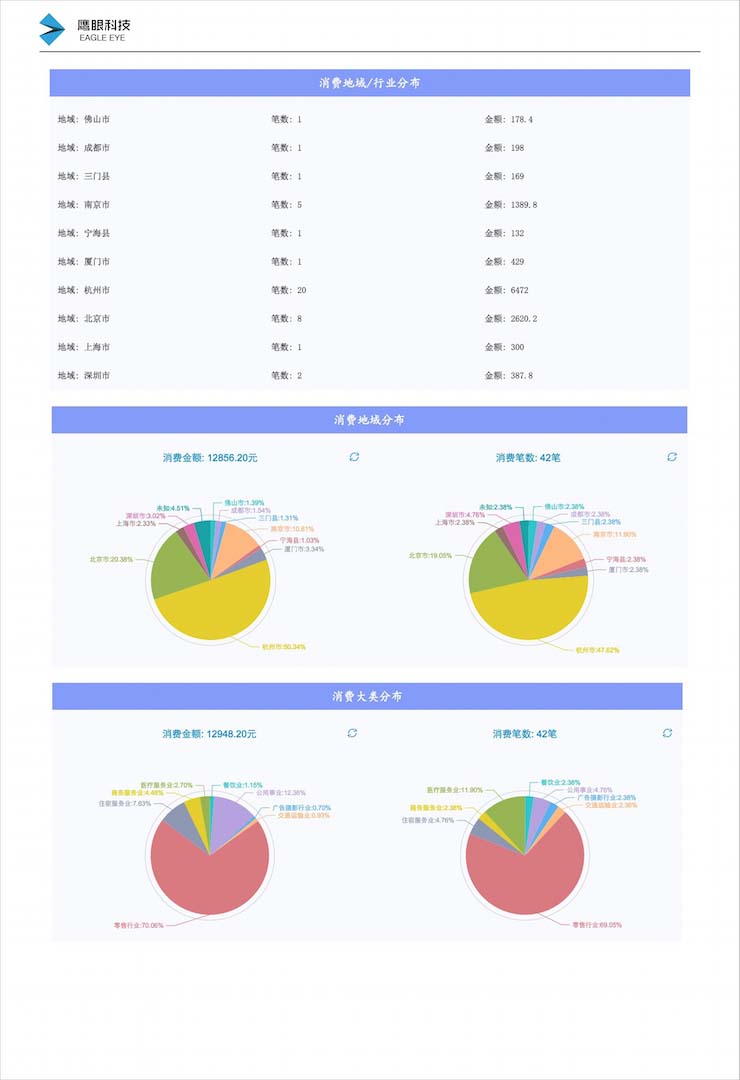 鹰眼科技
EAGLE EYE
消费地域/行业分布
地域: 佛山市 笔数: 1 金额: 178.4
地域: 成都市 笔数: 1 金额: 198
地域: 三门县 笔数: 1 金额: 169
地域: 南京市 笔数: 5 金额: 1389.8
地域: 宁海县 笔数: 1 金额: 132
地域: 厦门市 笔数: 1 金额: 429
地域: 杭州市 笔数: 20 金额: 6472
地域: 北京市 笔数: 8 金额: 2620.2
地域: 上海市 笔数: 1 金额: 300
地域: 深圳市 笔数: 2 金额: 387.8
消费地域分布
消费金额: 12856.20元
佛山市:1.39%
成都市:1.54%
三门县:1.31%
南京市:10.81%
宁海县:1.03%
厦门市:3.34%
杭州市:50.34%
北京市:20.38%
上海市:2.33%
深圳市:3.02%
未知:4.51%
消费笔数: 42笔
佛山市:2.38%
成都市:2.38%
三门县:2.38%
南京市:11.90%
宁海县:2.38%
厦门市:2.38%
杭州市:47.62%
北京市:19.05%
上海市:2.38%
深圳市:4.76%
未知:2.38%
消费大类分布
消费金额: 12948.20元
餐饮业:1.15%
公用事业:12.36%
广告摄影行业:0.70%
交通运输业:0.93%
零售行业:70.06%
住宿服务业:7.63%
商务服务业:4.48%
医疗服务业:2.70%
消费笔数: 42笔
餐饮业:2.38%
公用事业:4.76%
广告摄影行业:2.38%
交通运输业:2.38%
零售行业:69.05%
住宿服务业:4.76%
商务服务业:2.38%
医疗服务业:11.90%